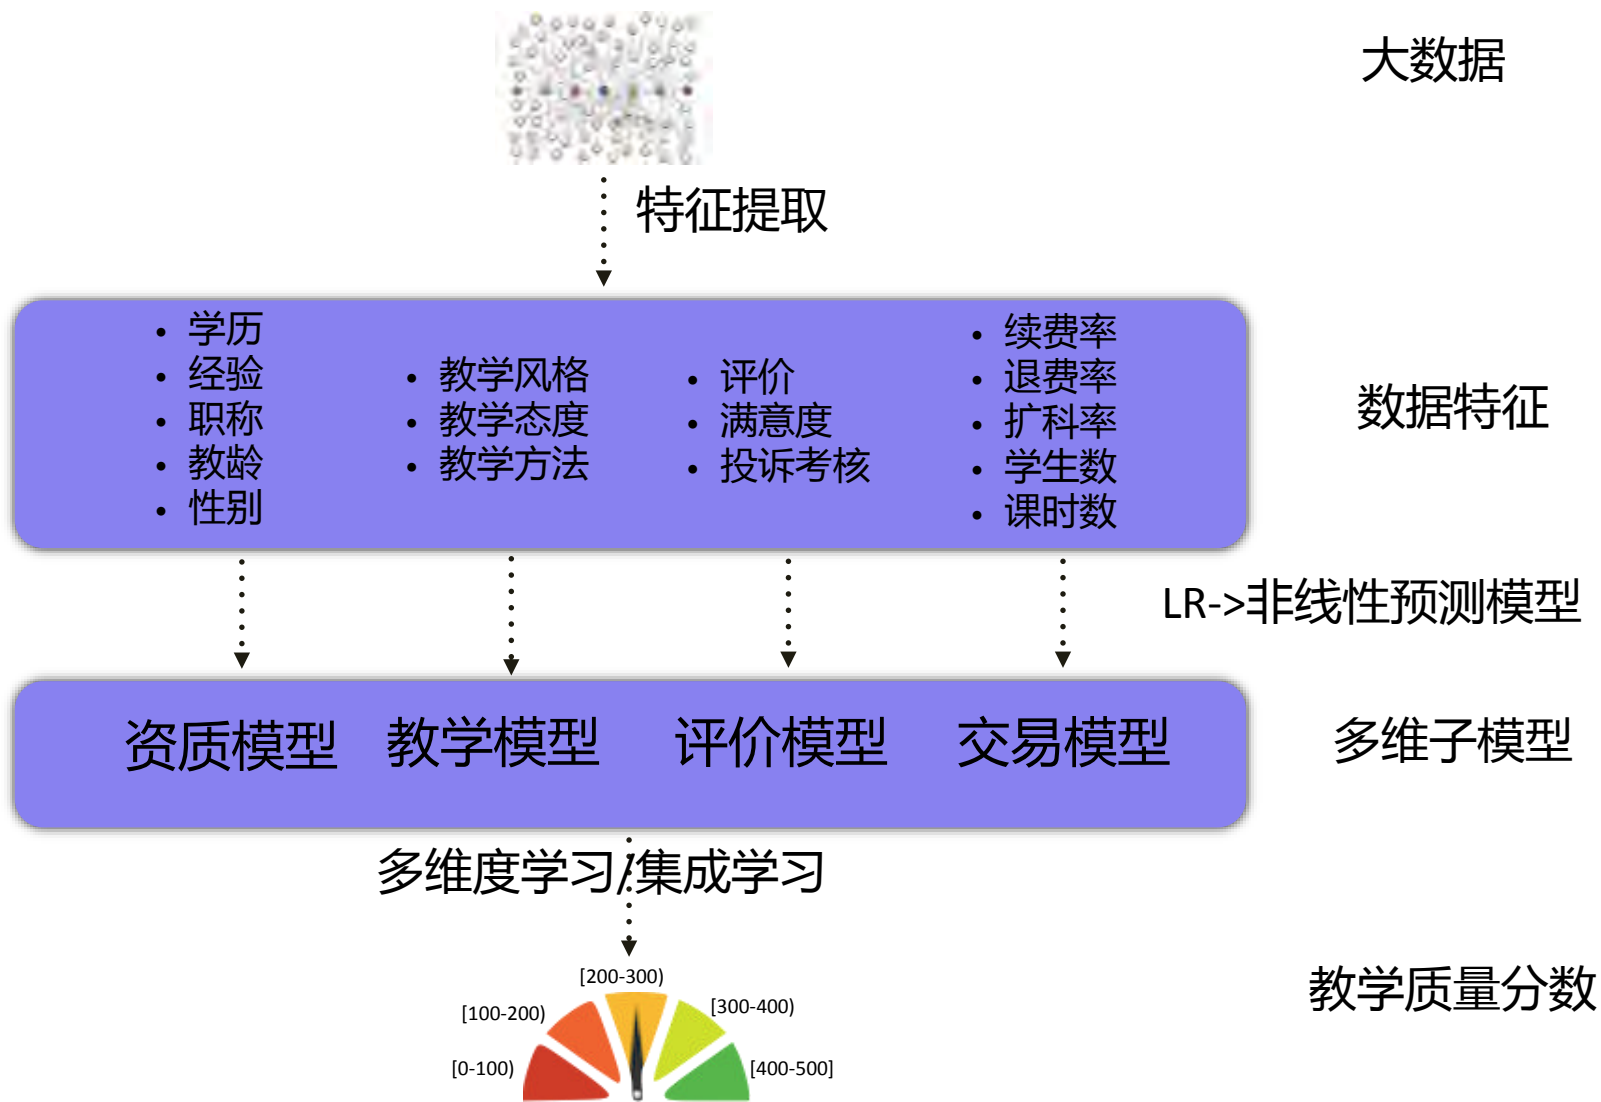 大数据
特征提取
• 学历
• 经验
• 职称
• 教龄
• 性别
• 教学风格
• 教学态度
• 教学方法
• 评价
• 满意度
• 投诉考核
• 续费率
• 退费率
• 扩科率
• 学生数
• 课时数
数据特征
LR->非线性预测模型
资质模型
教学模型
评价模型
交易模型
多维子模型
多维度学习/集成学习
[0-100)
[100-200)
[200-300)
[300-400)
[400-500]
教学质量分数